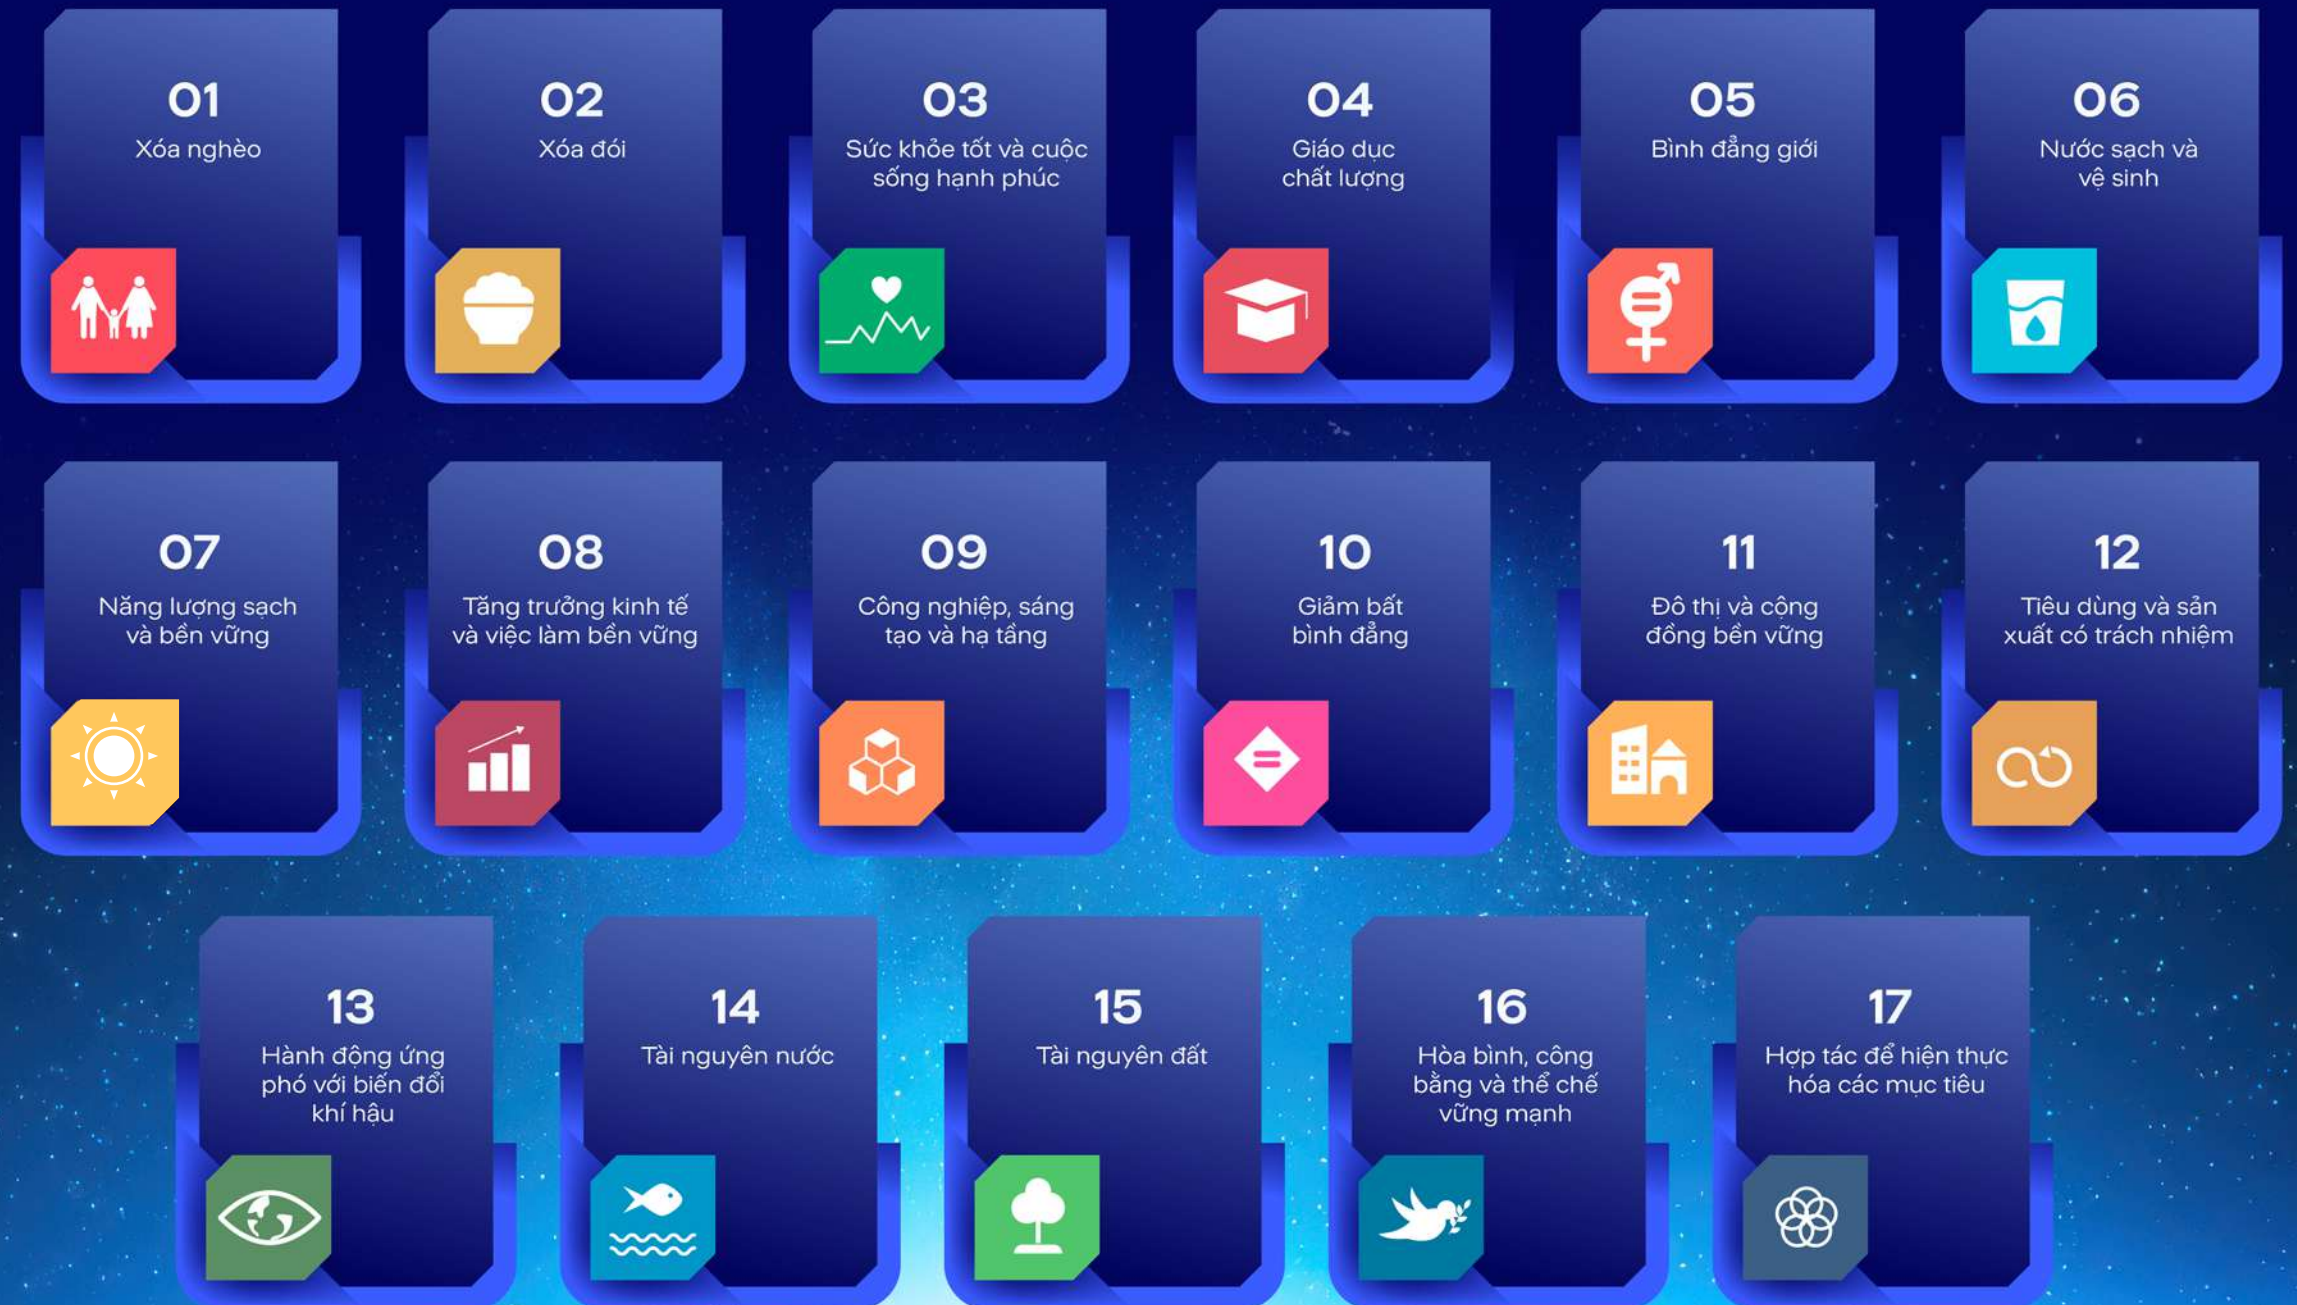 01
Xóa nghèo
02
Xóa đói
03
Sức khỏe tốt và cuộc
sống hạnh phúc
04
Giáo dục
chất lượng
05
Bình đẳng giới
06
Nước sạch và
vệ sinh
07
Năng lượng sạch
và bền vững
08
Tăng trưởng kinh tế
và việc làm bền vững
09
Công nghiệp, sáng
tạo và hạ tầng
10
Giảm bất
bình đẳng
11
Đô thị và cộng
đồng bền vững
12
Tiêu dùng và sản
xuất có trách nhiệm
13
Hành động ứng
phó với biến đổi
khí hậu
14
Tài nguyên nước
15
Tài nguyên đất
16
Hòa bình, công
bằng và thể chế
vững mạnh
17
Hợp tác để hiện thực
hóa các mục tiêu